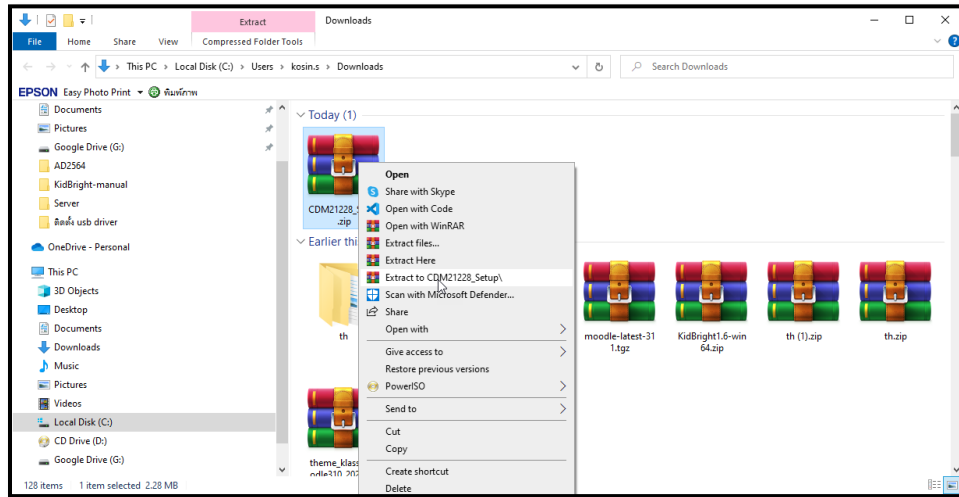 Extract
Downloads
File
Home
Share
View
Compressed Folder Tools
This PC > Local Disk (C:) > Users > kosin.s > Downloads
Search Downloads
EPSON Easy Photo Print
พิมพ์ภาพ
Documents
Pictures
Google Drive (G:)
AD2564
KidBright-manual
Server
ติดตั้ง usb driver
OneDrive - Personal
This PC
3D Objects
Desktop
Documents
Downloads
Music
Pictures
Videos
Local Disk (C:)
CD Drive (D:)
Google Drive (G:)
Today (1)
CDM21228_S
.zip
Earlier thi
th
moodle-latest-31
1.tgz
KidBright1.6-win
64.zip
th (1).zip
th.zip
theme_klass
odle310_202
Open
Share with Skype
Open with Code
Open with WinRAR
Extract files...
Extract Here
Extract to CDM21228_Setup\
Scan with Microsoft Defender...
Share
Open with
Give access to
Restore previous versions
PowerISO
Send to
Cut
Copy
Create shortcut
Delete
128 items
1 item selected 2.28 MB